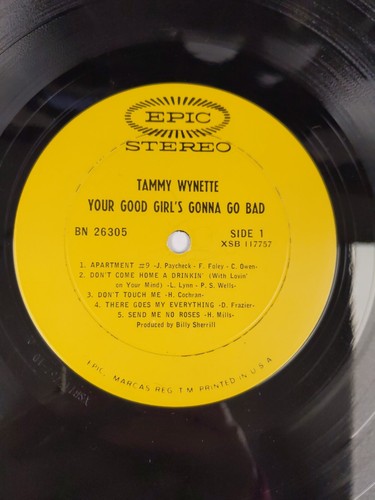 EPIC
STEREO
TAMMY WYNETTE
YOUR GOOD GIRL'S GONNA GO BAD
BN 26305 SIDE 1
XSB 117757
1. APARTMENT #9 -J. Paycheck - F. Foley - C. Owen-
2. DON'T COME HOME A DRINKIN' (With Lovin'
on Your Mind) -L. Lynn - P. S. Wells-
3. DON'T TOUCH ME -H. Cochran-
4. THERE GOES MY EVERYTHING -D. Frazier-
5. SEND ME NO ROSES -H. Mills-
Produced by Billy Sherrill
EPIC, MARCAS REG. T.M. PRINTED IN U.S.A.